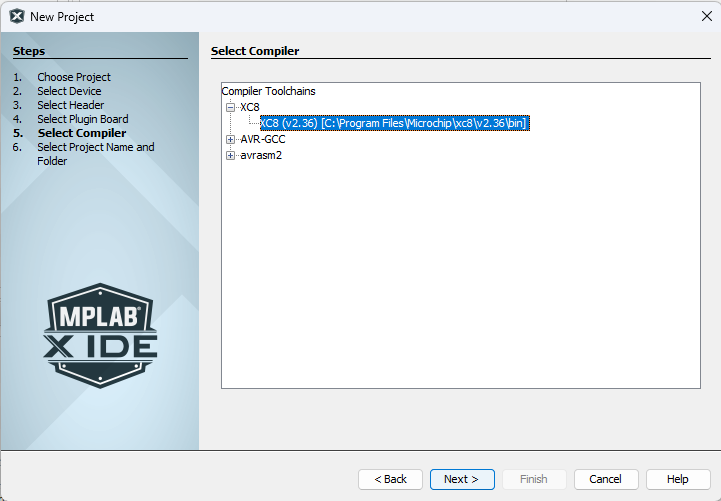 New Project
Steps
1. Choose Project
2. Select Device
3. Select Header
4. Select Plugin Board
5. Select Compiler
6. Select Project Name and
Folder
MPLAB®
X IDE
Select Compiler
Compiler Toolchains
XC8
XC8 (v2.36) [C:\Program Files\Microchip\xc8\v2.36\bin]
AVR-GCC
avrasm2
< Back
Next >
Finish
Cancel
Help